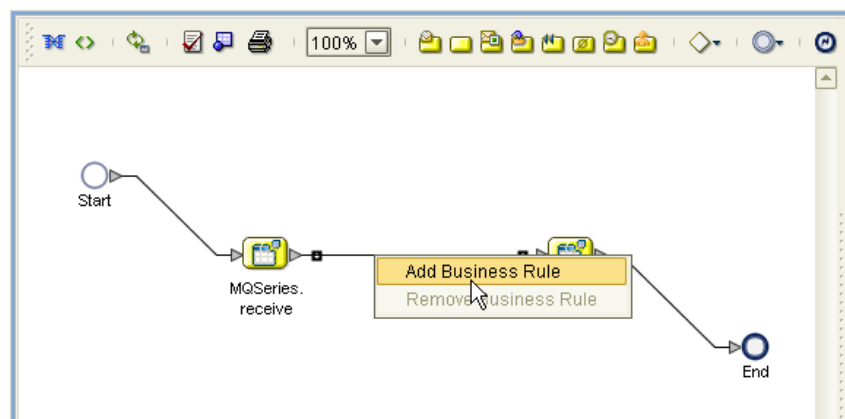 100%
Start
Add Business Rule
Remove Business Rule
MQSeries.
receive
End